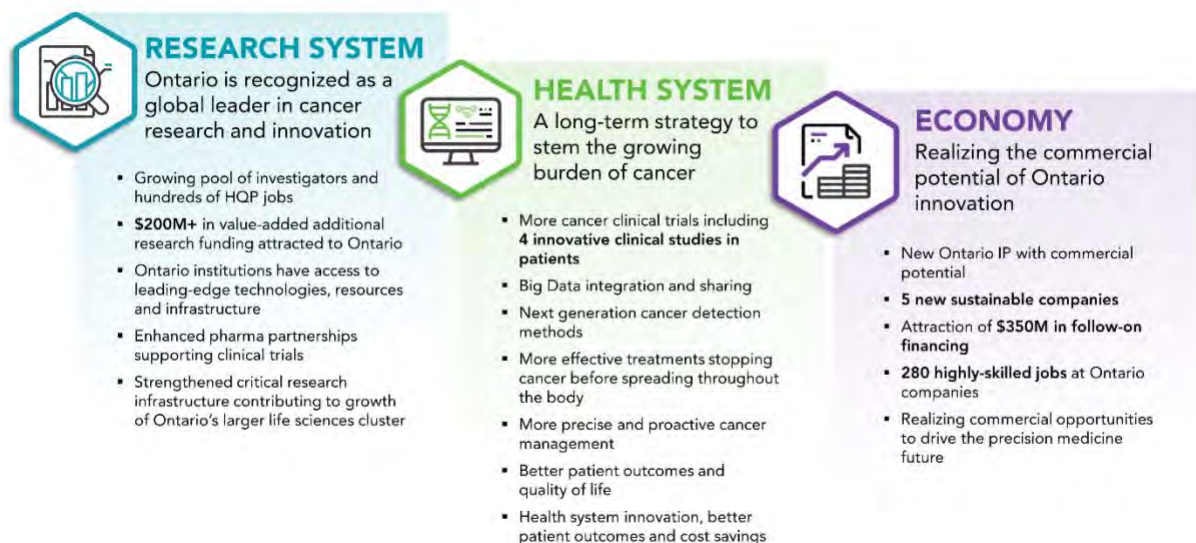 RESEARCH SYSTEM
Ontario is recognized as a
global leader in cancer
research and innovation
▪ Growing pool of investigators and
hundreds of HQP jobs
▪ $200M+ in value-added additional
research funding attracted to Ontario
▪ Ontario institutions have access to
leading-edge technologies, resources
and infrastructure
▪ Enhanced pharma partnerships
supporting clinical trials
▪ Strengthened critical research
infrastructure contributing to growth
of Ontario's larger life sciences cluster
HEALTH SYSTEM
A long-term strategy to
stem the growing
burden of cancer
▪ More cancer clinical trials including
4 innovative clinical studies in
patients
▪ Big Data integration and sharing
▪ Next generation cancer detection
methods
▪ More effective treatments stopping
cancer before spreading throughout
the body
▪ More precise and proactive cancer
management
▪ Better patient outcomes and
quality of life
▪ Health system innovation, better
patient outcomes and cost savings
ECONOMY
Realizing the commercial
potential of Ontario
innovation
▪ New Ontario IP with commercial
potential
▪ 5 new sustainable companies
▪ Attraction of $350M in follow-on
financing
▪ 280 highly-skilled jobs at Ontario
companies
▪ Realizing commercial opportunities
to drive the precision medicine
future